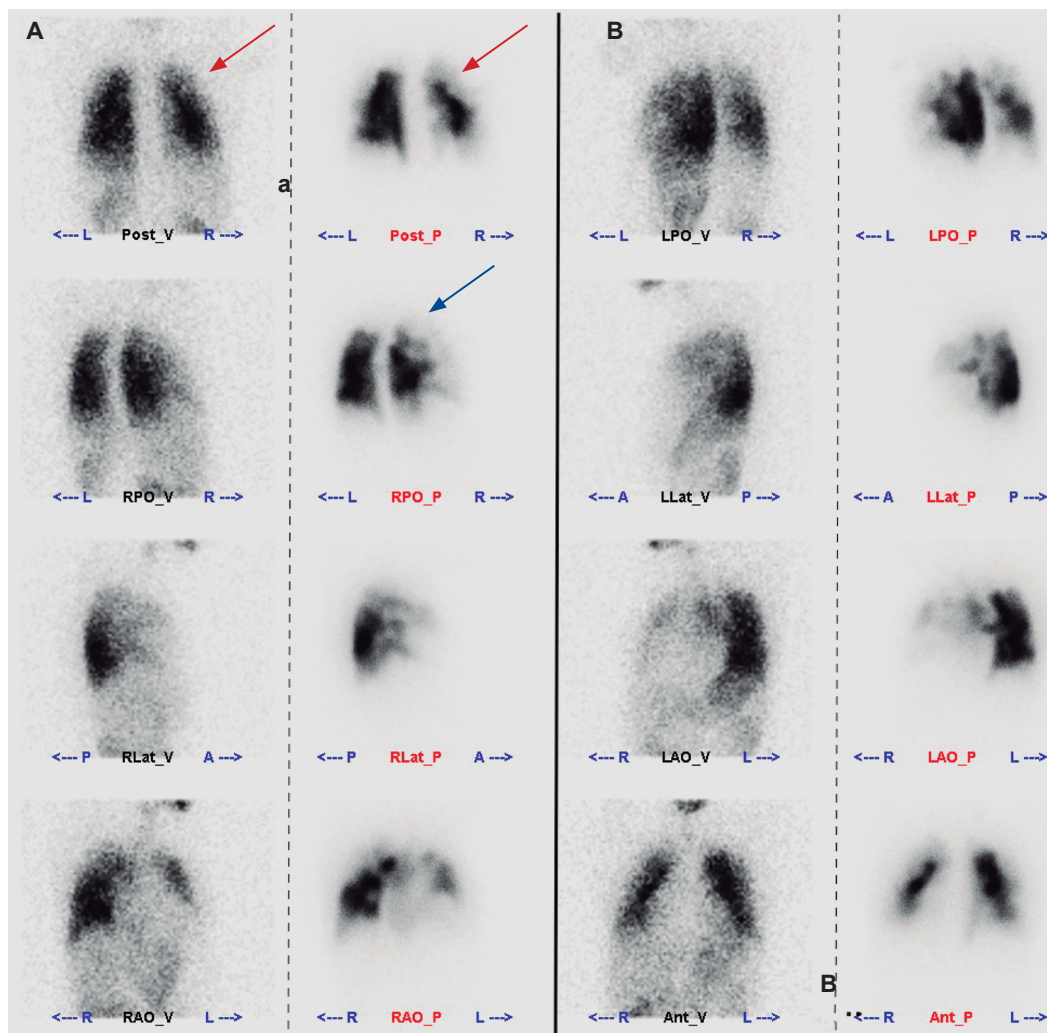 A
B
a
<--- L Post_V R --->
<--- L Post_P R --->
<--- L LPO_V R --->
<--- L LPO_P R --->
<--- L RPO_V R --->
<--- L RPO_P R --->
<--- A LLat_V P --->
<--- A LLat_P P --->
<--- P RLat_V A --->
<--- P RLat_P A --->
<--- R LAO_V L --->
<--- R LAO_P L --->
B
<--- R RAO_V L --->
<--- R RAO_P L --->
<--- R Ant_V L --->
<--- R Ant_P L --->